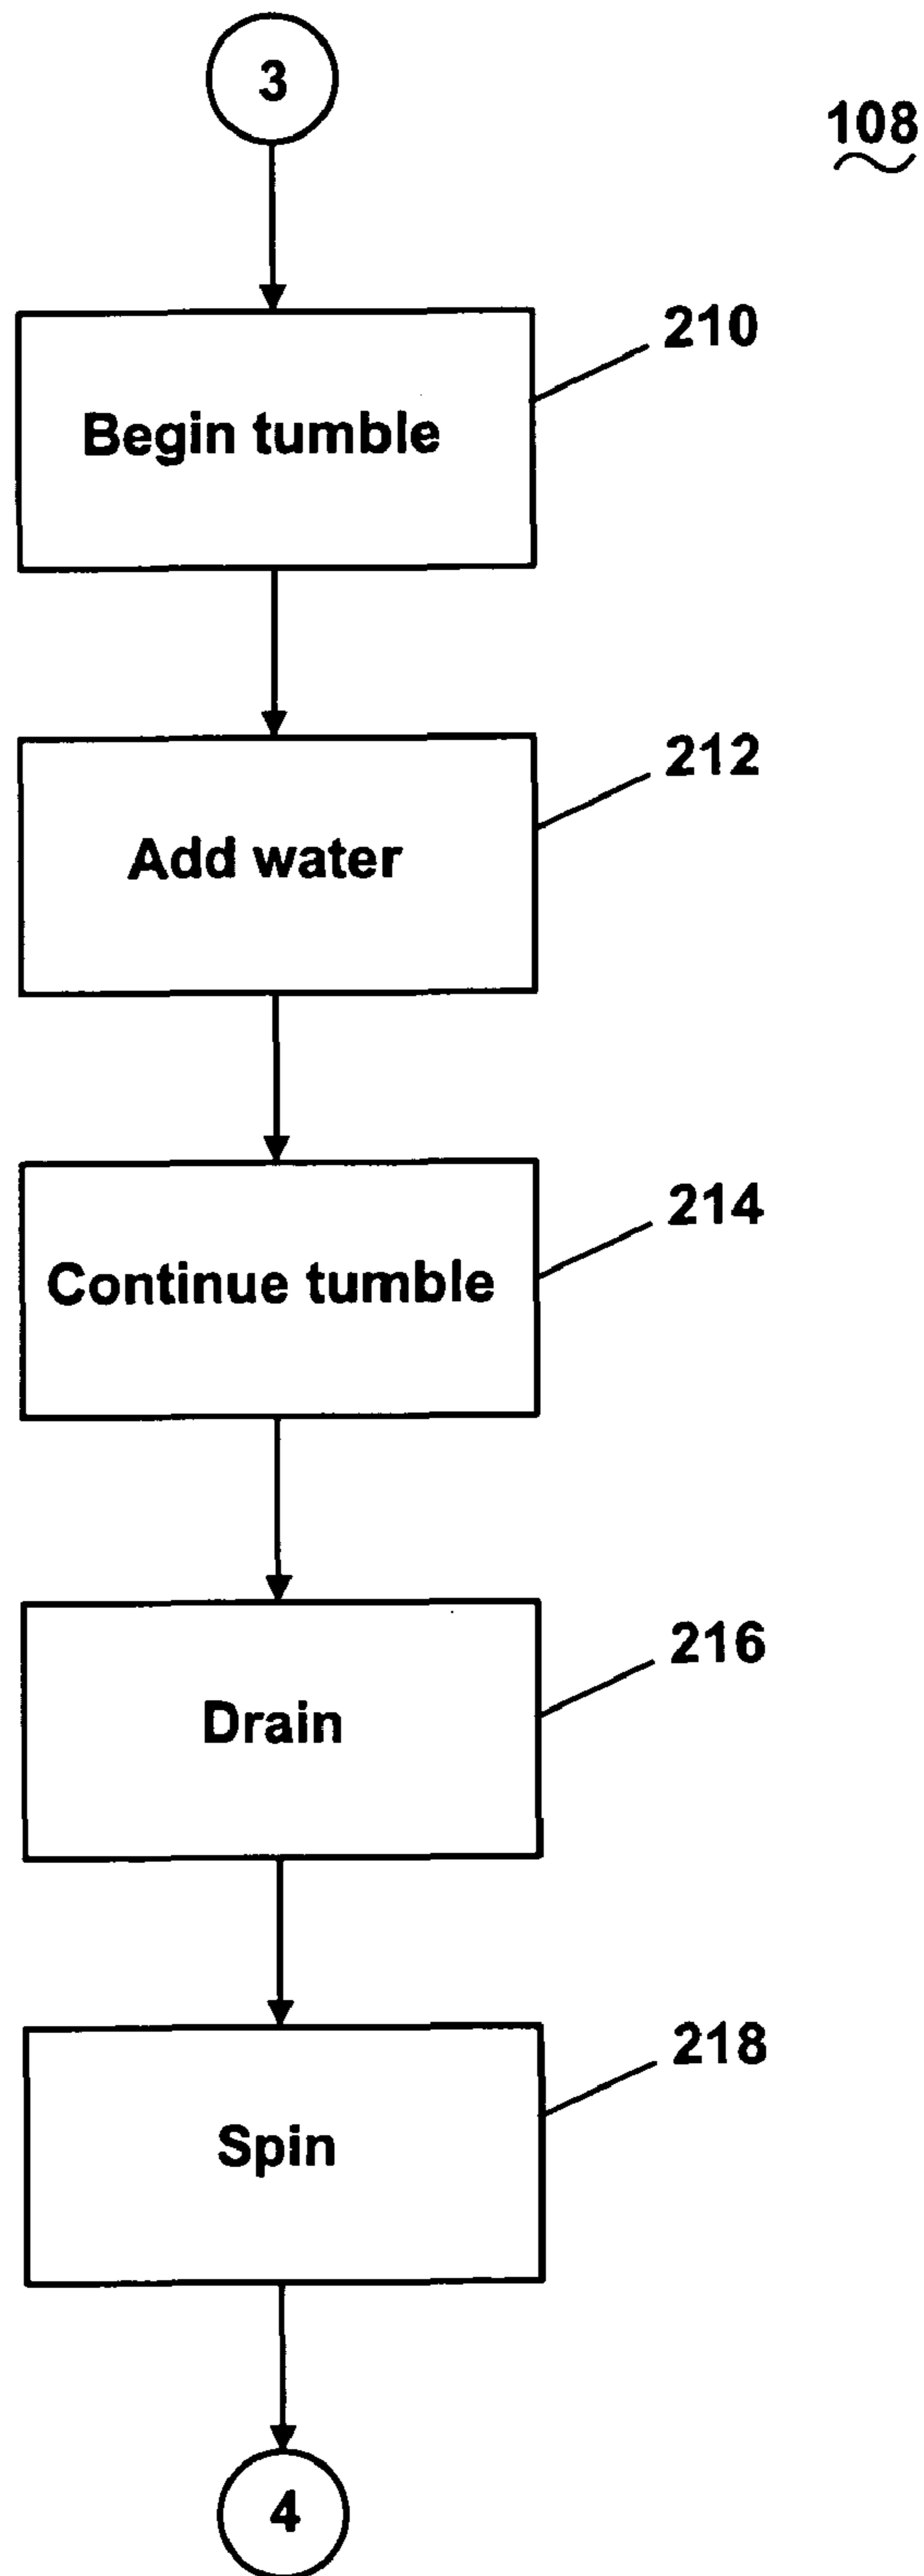 3
108
210
Begin tumble
212
Add water
214
Continue tumble
216
Drain
218
Spin
4